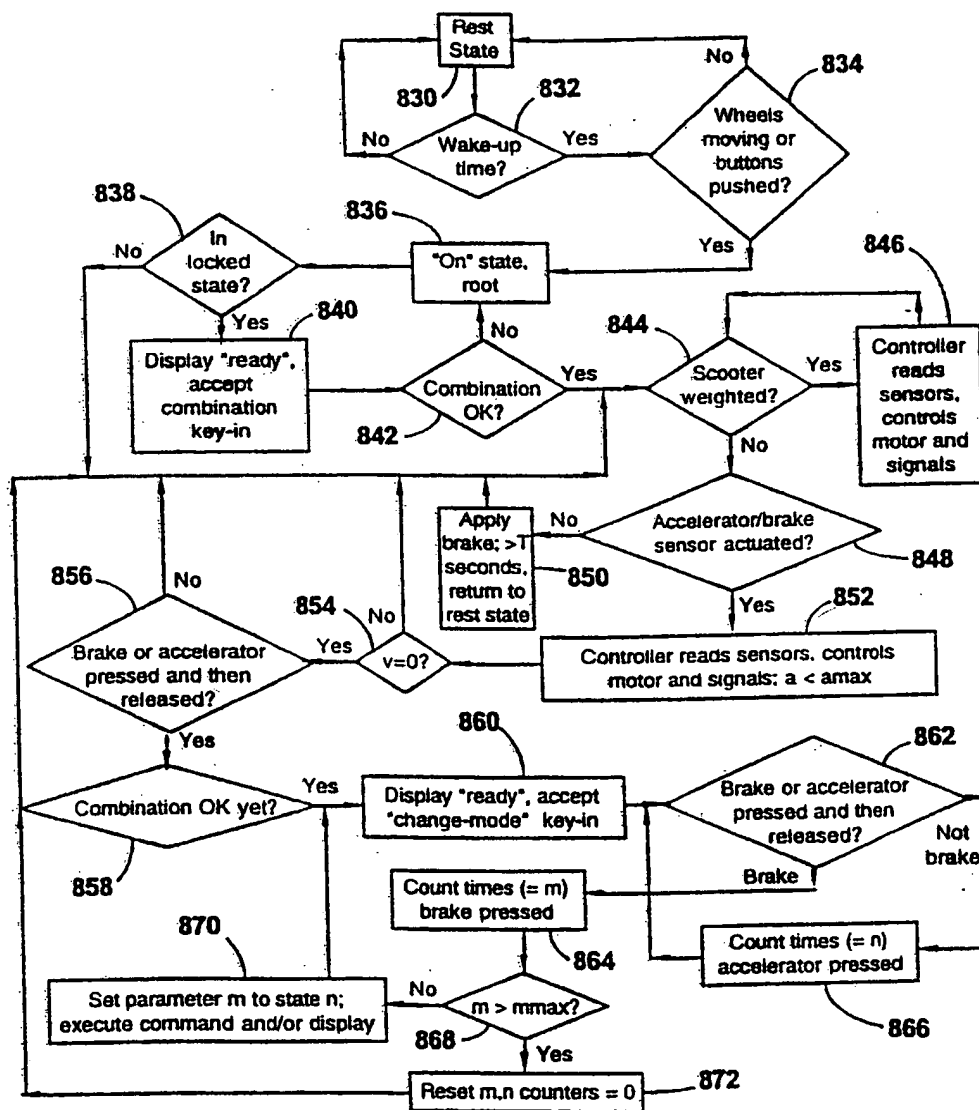 Rest
State
830
832
No
834
No
Wake-up
time?
Yes
Wheels
moving or
buttons
pushed?
838
836
Yes
846
No
In
locked
state?
"On" state,
root
Yes
840
No
844
Display "ready",
accept
combination
key-in
Combination
OK?
842
Yes
Scooter
weighted?
Yes
Controller
reads
sensors,
controls
motor and
signals
No
Apply
brake; >T
seconds,
return to
rest state
No
850
Accelerator/brake
sensor actuated?
848
856
No
854
No
Yes
852
Brake or accelerator
pressed and then
released?
Yes
v=0?
Controller reads sensors, controls
motor and signals; a < amax
Yes
860
862
Combination OK yet?
Yes
858
Display "ready", accept
"change-mode" key-in
Brake or accelerator
pressed and then
released?
Not
brake
Brake
Count times (= m)
brake pressed
864
870
Count times (= n)
accelerator pressed
866
Set parameter m to state n;
execute command and/or display
No
m > mmax?
868
Yes
Reset m,n counters = 0
872